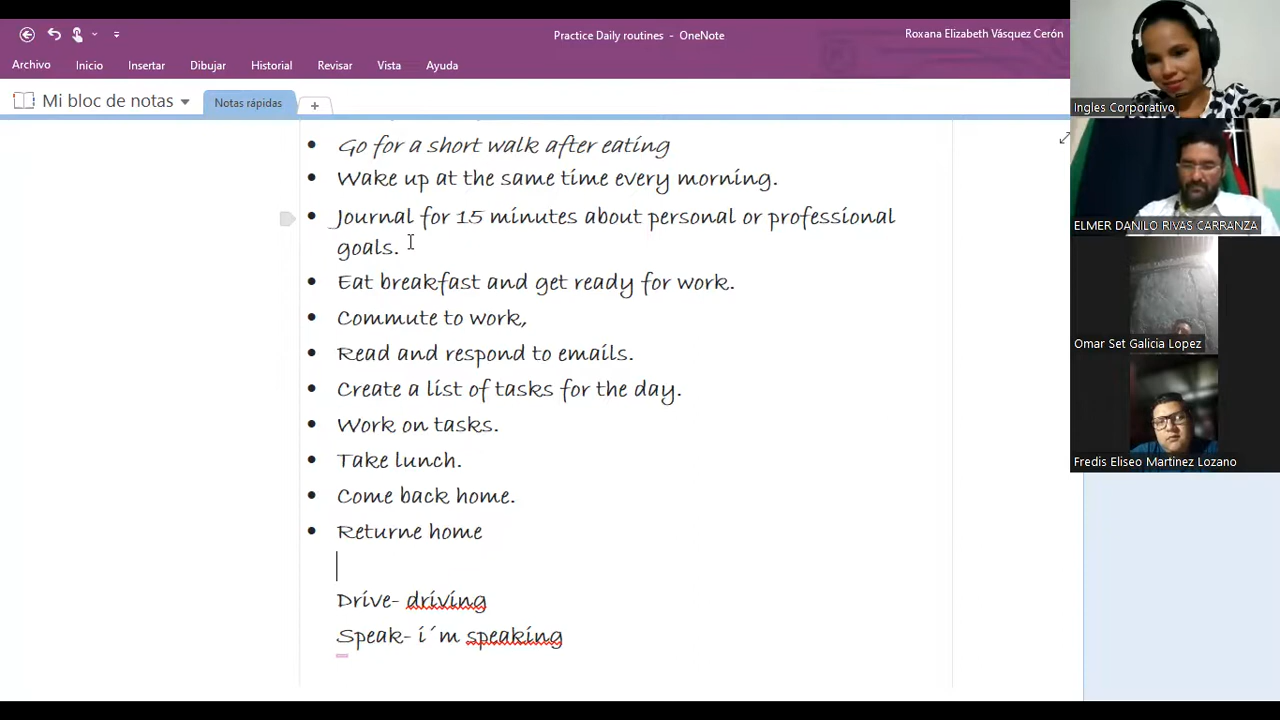 Practice Daily routines - OneNote
Roxana Elizabeth Vásquez Cerón
Archivo Inicio Insertar Dibujar Historial Revisar Vista Ayuda
Mi bloc de notas Notas rápidas +
• Go for a short walk after eating
• Wake up at the same time every morning.
• Journal for 15 minutes about personal or professional
goals.
• Eat breakfast and get ready for work.
• Commute to work,
• Read and respond to emails.
• Create a list of tasks for the day.
• Work on tasks.
• Take lunch.
• Come back home.
• Returne home
Drive- driving
Speak- i´m speaking
Ingles Corporativo
ELMER DANILO RIVAS CARRANZA
Omar Set Galicia Lopez
Fredis Eliseo Martinez Lozano